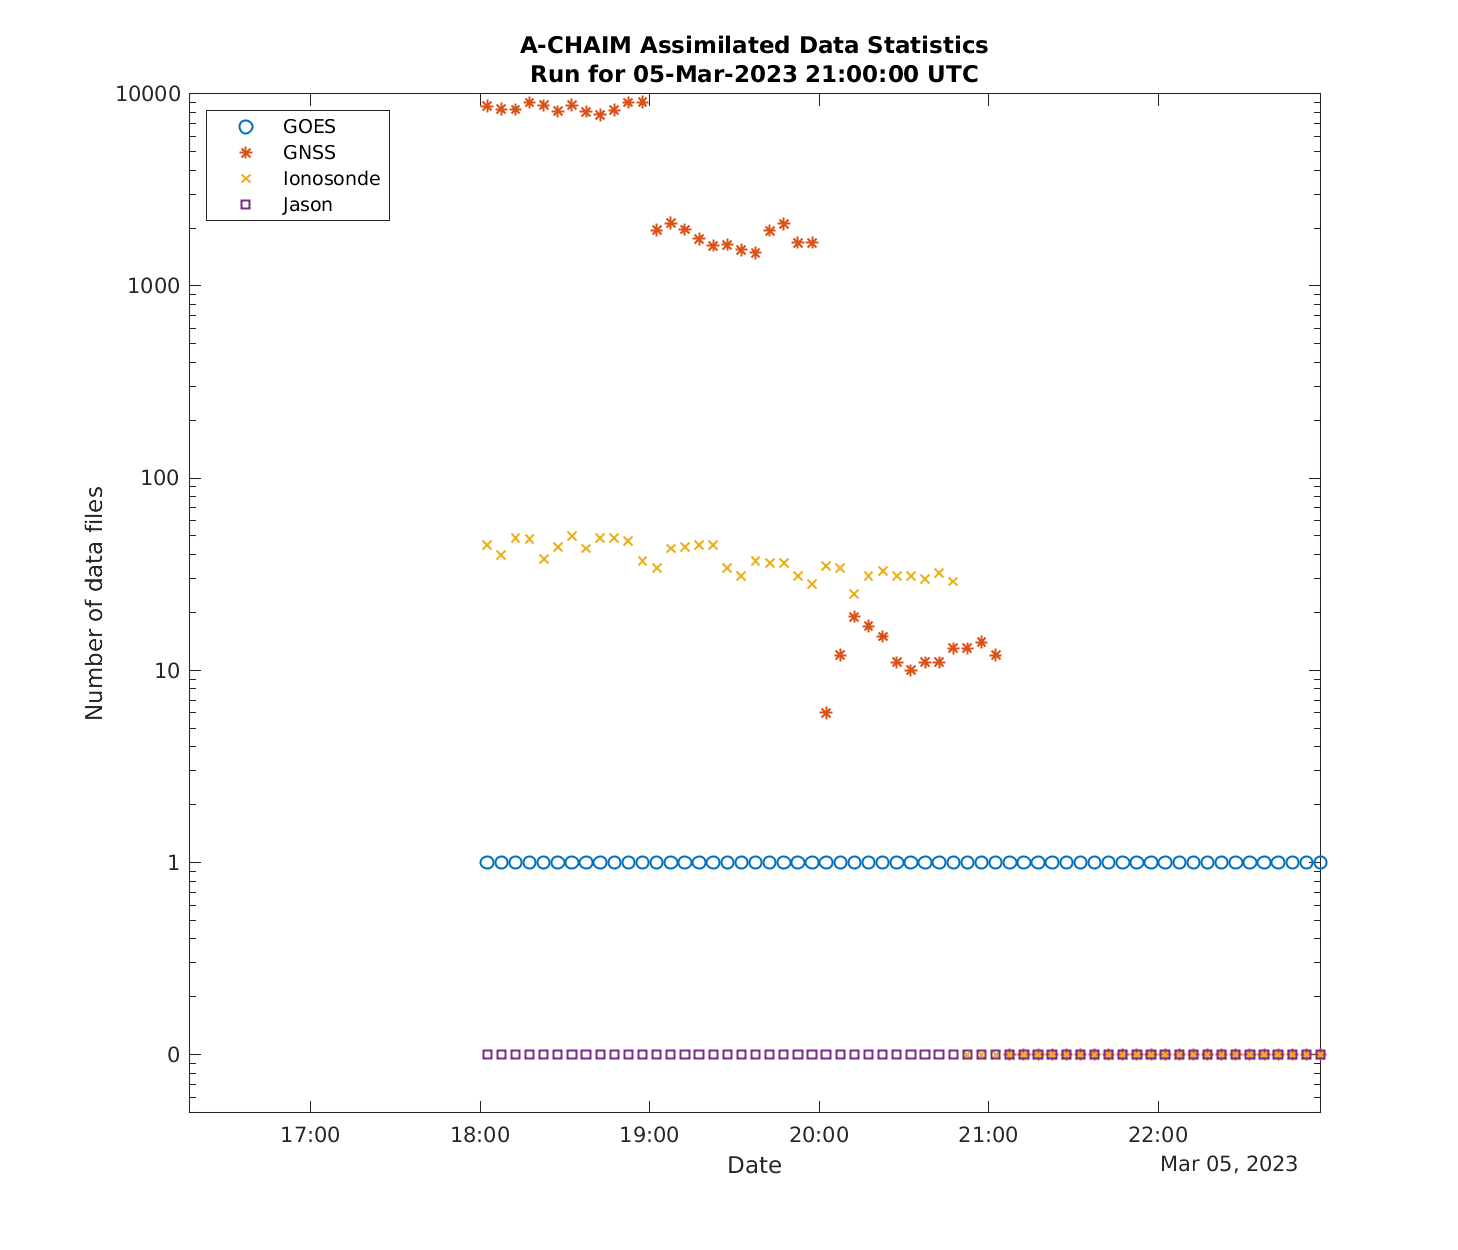 A-CHAIM Assimilated Data Statistics
Run for 05-Mar-2023 21:00:00 UTC
10000
1000
100
10
1
0
Number of data files
GOES
GNSS
Ionosonde
Jason
17:00 18:00 19:00 20:00 21:00 22:00
Date
Mar 05, 2023